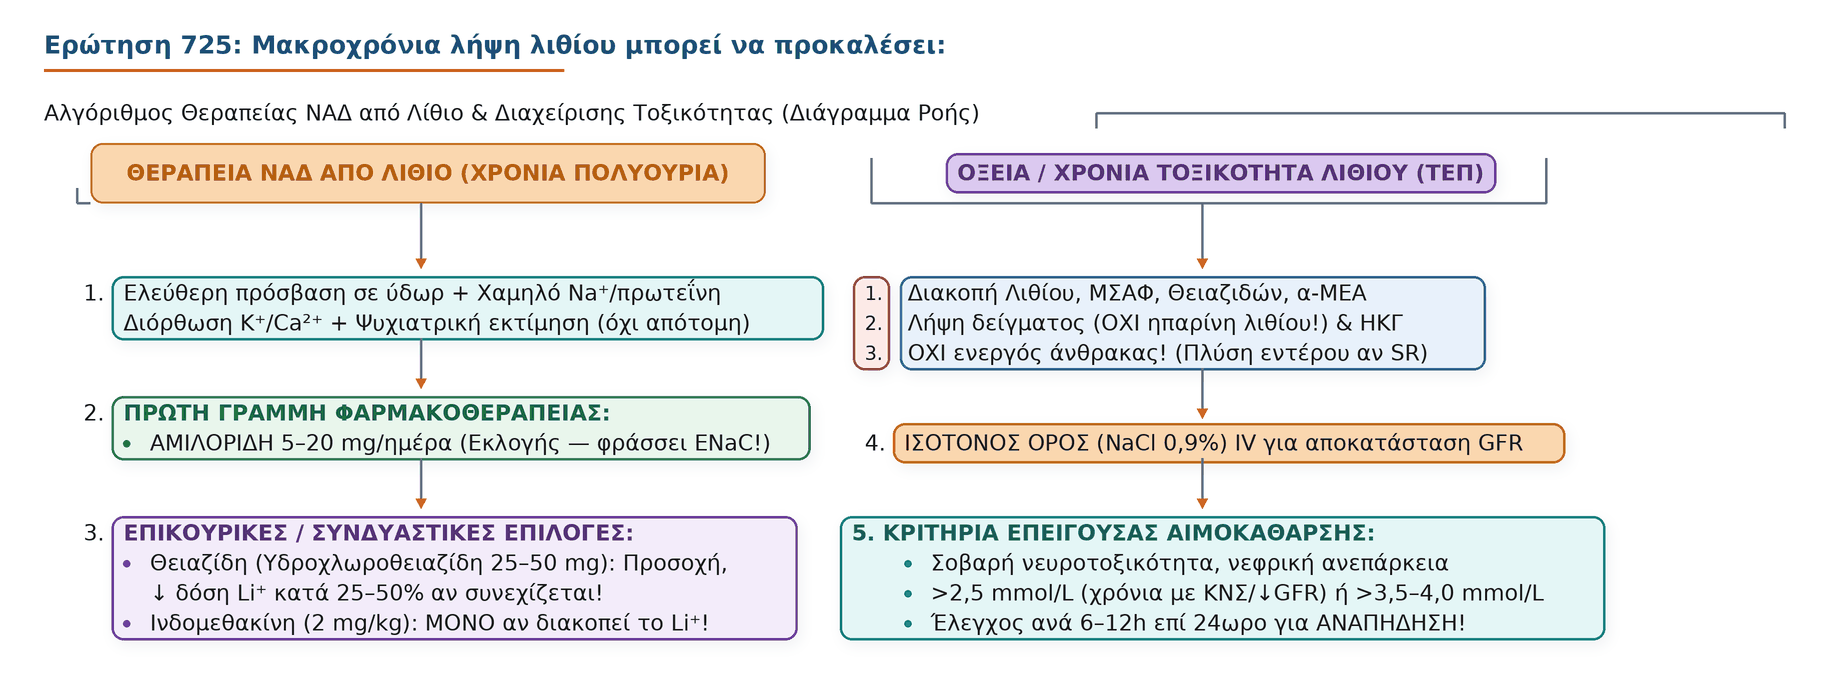 Ερώτηση 725: Μακροχρόνια λήψη λιθίου μπορεί να προκαλέσει:
Αλγόριθμος Θεραπείας ΝΑΔ από Λίθιο & Διαχείρισης Τοξικότητας (Διάγραμμα Ροής)
ΘΕΡΑΠΕΙΑ ΝΑΔ ΑΠΟ ΛΙΘΙΟ (ΧΡΟΝΙΑ ΠΟΛΥΟΥΡΙΑ)
1. Ελεύθερη πρόσβαση σε ύδωρ + Χαμηλό Na⁺/πρωτεΐνη
Διόρθωση K⁺/Ca²⁺ + Ψυχιατρική εκτίμηση (όχι απότομη)
2. ΠΡΩΤΗ ΓΡΑΜΜΗ ΦΑΡΜΑΚΟΘΕΡΑΠΕΙΑΣ:
• ΑΜΙΛΟΡΙΔΗ 5–20 mg/ημέρα (Εκλογής — φράσσει ENaC!)
3. ΕΠΙΚΟΥΡΙΚΕΣ / ΣΥΝΔΥΑΣΤΙΚΕΣ ΕΠΙΛΟΓΕΣ:
• Θειαζίδη (Υδροχλωροθειαζίδη 25–50 mg): Προσοχή,
↓ δόση Li⁺ κατά 25–50% αν συνεχίζεται!
• Ινδομεθακίνη (2 mg/kg): ΜΟΝΟ αν διακοπεί το Li⁺!
ΟΞΕΙΑ / ΧΡΟΝΙΑ ΤΟΞΙΚΟΤΗΤΑ ΛΙΘΙΟΥ (ΤΕΠ)
1. Διακοπή Λιθίου, ΜΣΑΦ, Θειαζιδών, α-ΜΕΑ
2. Λήψη δείγματος (ΟΧΙ ηπαρίνη λιθίου!) & ΗΚΓ
3. ΟΧΙ ενεργός άνθρακας! (Πλύση εντέρου αν SR)
4. ΙΣΟΤΟΝΟΣ ΟΡΟΣ (NaCl 0,9%) IV για αποκατάσταση GFR
5. ΚΡΙΤΗΡΙΑ ΕΠΕΙΓΟΥΣΑΣ ΑΙΜΟΚΑΘΑΡΣΗΣ:
• Σοβαρή νευροτοξικότητα, νεφρική ανεπάρκεια
• >2,5 mmol/L (χρόνια με ΚΝΣ/↓GFR) ή >3,5–4,0 mmol/L
• Έλεγχος ανά 6–12h επί 24ωρο για ΑΝΑΠΗΔΗΣΗ!